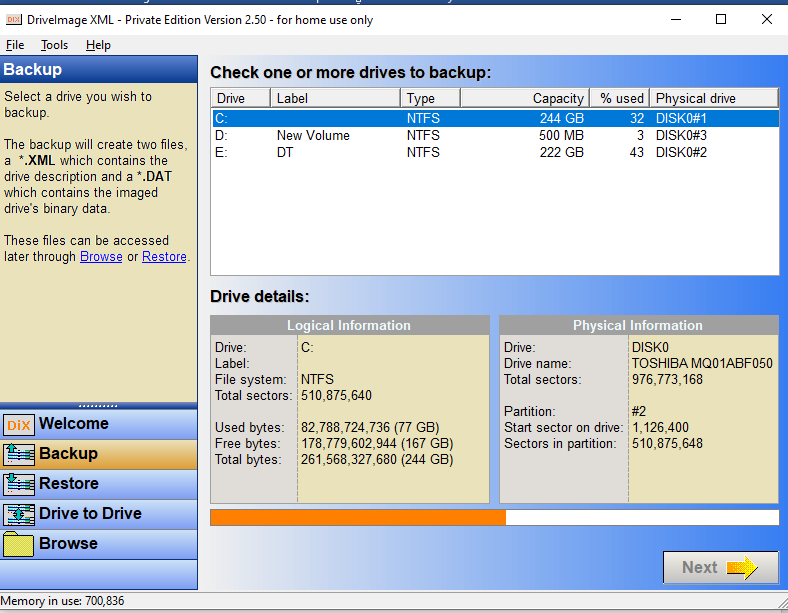 DriveImage XML - Private Edition Version 2.50 - for home use only
File Tools Help
Backup
Select a drive you wish to
backup.
The backup will create two files,
a *.XML which contains the
drive description and a *.DAT
which contains the imaged
drive's binary data.
These files can be accessed
later through Browse or Restore.
DiX Welcome
Backup
Restore
Drive to Drive
Browse
Check one or more drives to backup:
Drive Label Type Capacity % used Physical drive
C: NTFS 244 GB 32 DISK0#1
D: New Volume NTFS 500 MB 3 DISK0#3
E: DT NTFS 222 GB 43 DISK0#2
Drive details:
Logical Information
Drive: C:
Label:
File system: NTFS
Total sectors: 510,875,640
Used bytes: 82,788,724,736 (77 GB)
Free bytes: 178,779,602,944 (167 GB)
Total bytes: 261,568,327,680 (244 GB)
Physical Information
Drive: DISK0
Drive name: TOSHIBA MQ01ABF050
Total sectors: 976,773,168
Partition: #2
Start sector on drive: 1,126,400
Sectors in partition: 510,875,648
Next
Memory in use: 700,836